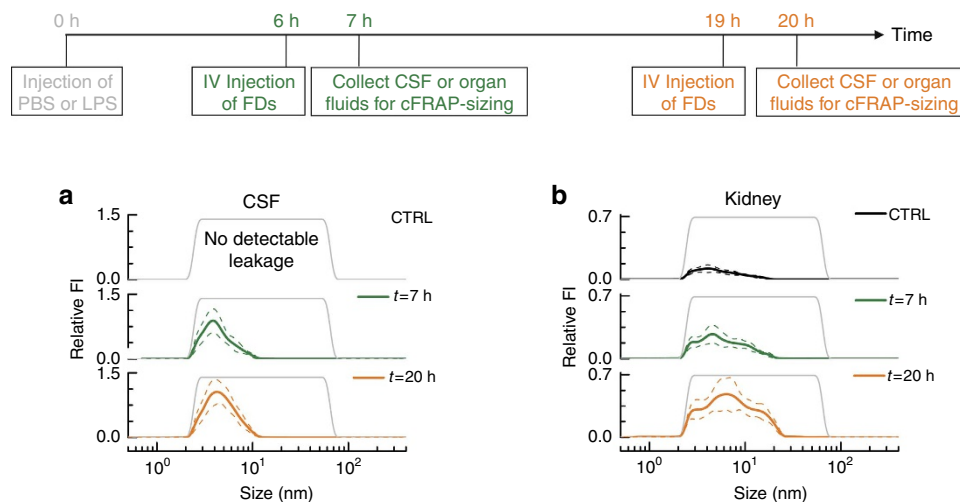 0 h
6 h
7 h
19 h
20 h
Time
Injection of
PBS or LPS
IV Injection
of FDs
Collect CSF or organ
fluids for cFRAP-sizing
IV Injection
of FDs
Collect CSF or organ
fluids for cFRAP-sizing
a
CSF
CTRL
1.5
No detectable
leakage
0.0
1.5
t=7 h
0.0
1.5
t=20 h
0.0
Relative FI
10⁰
10¹
10²
Size (nm)
b
Kidney
CTRL
0.7
0.0
0.7
t=7 h
0.0
0.7
t=20 h
0.0
Relative FI
10⁰
10¹
10²
Size (nm)